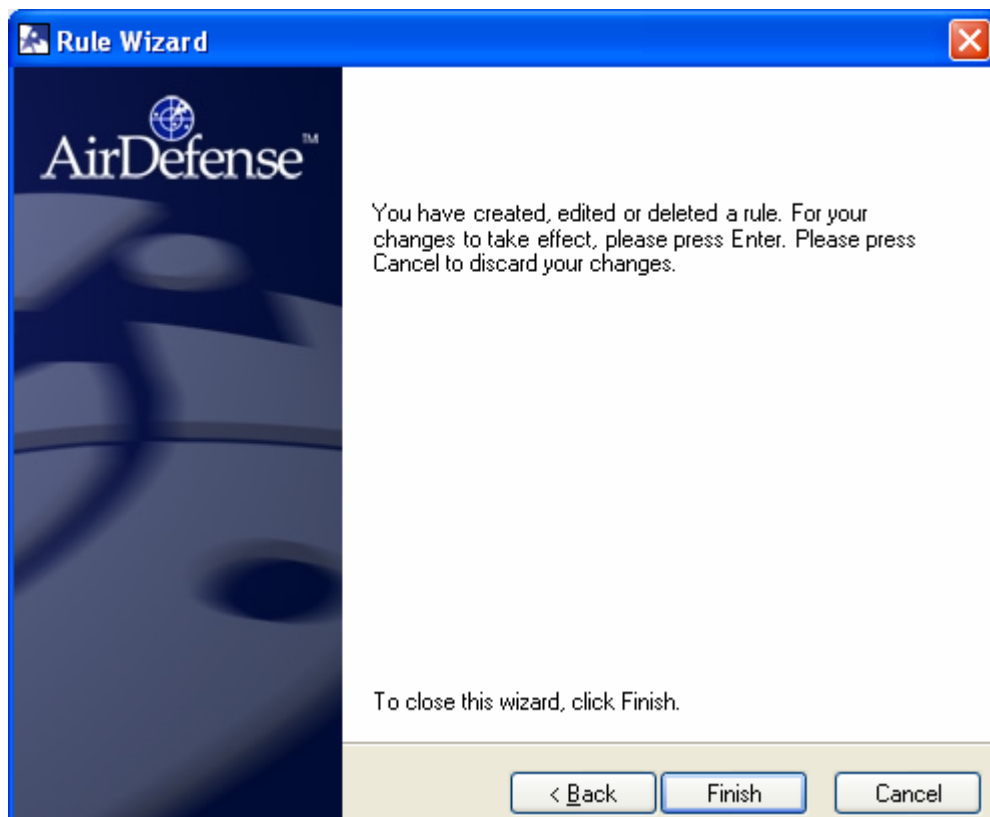 Rule Wizard
AirDefense™
You have created, edited or deleted a rule. For your
changes to take effect, please press Enter. Please press
Cancel to discard your changes.
To close this wizard, click Finish.
< Back
Finish
Cancel